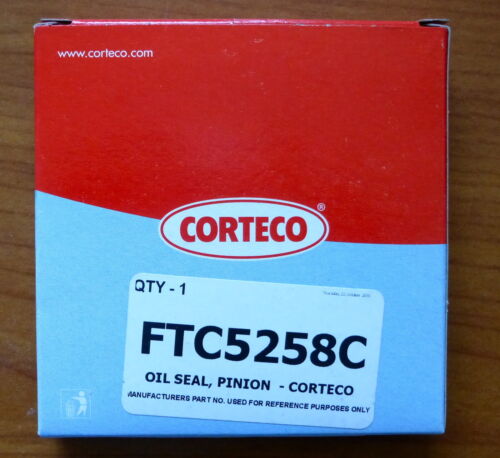 www.corteco.com
CORTECO®
QTY - 1
FTC5258C
OIL SEAL, PINION - CORTECO
MANUFACTURERS PART NO. USED FOR REFERENCE PURPOSES ONLY